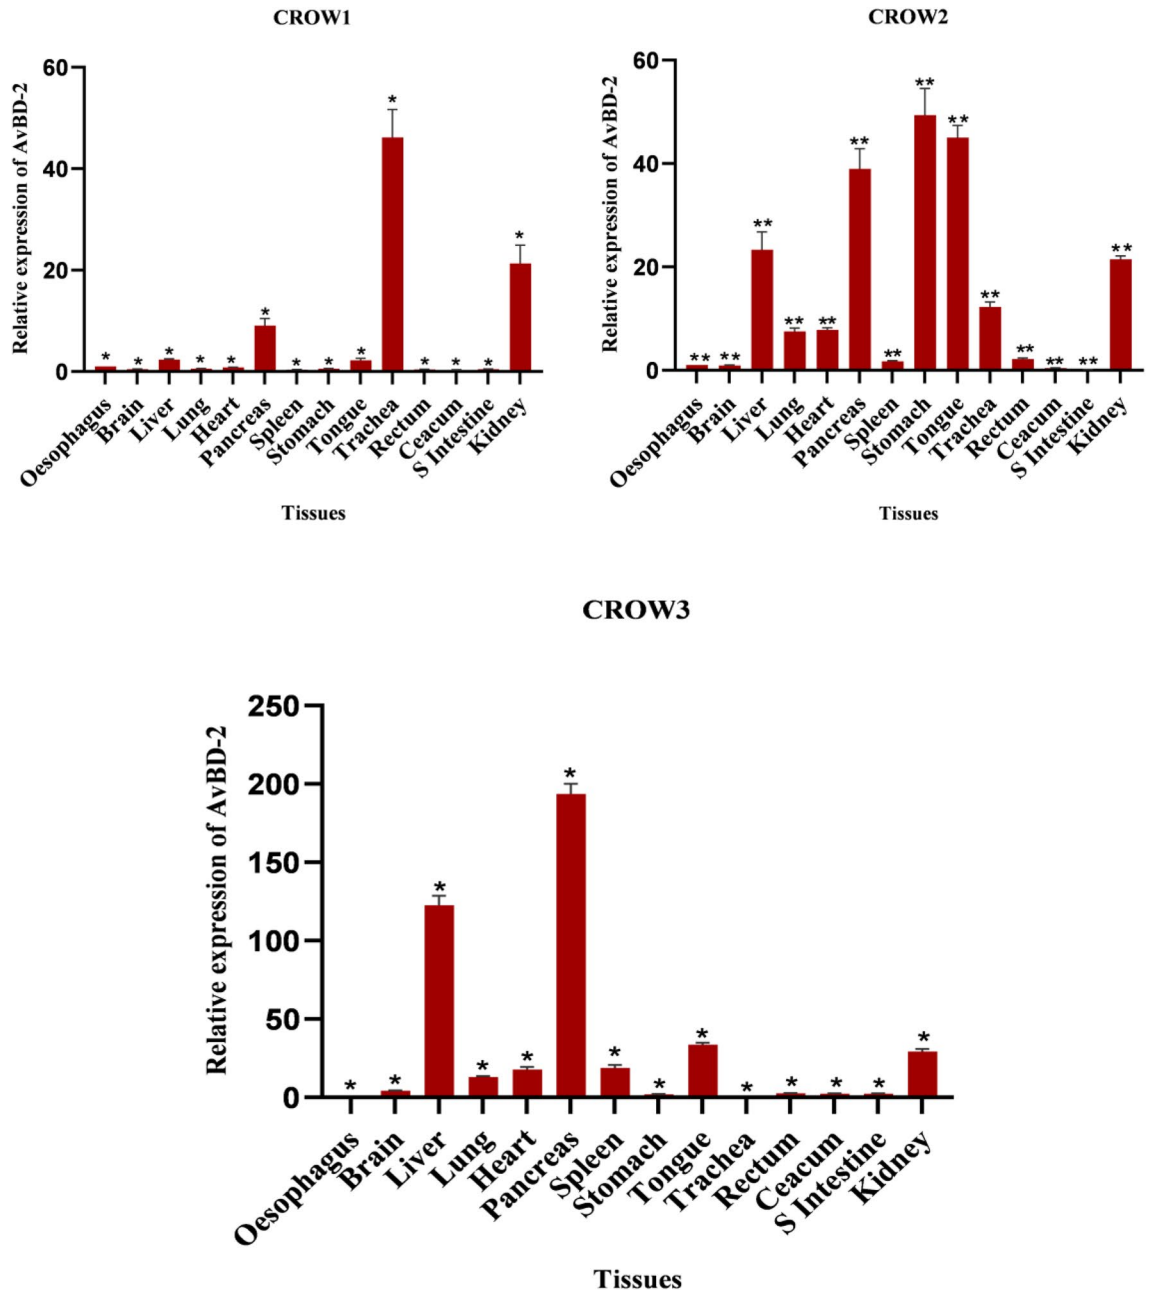 CROW1
Relative expression of AvBD-2
60
40
20
0
* * * * * * * * * * * * * *
Oesophagus
Brain
Liver
Lung
Heart
Pancreas
Spleen
Stomach
Tongue
Trachea
Rectum
Ceacum
S Intestine
Kidney
Tissues
CROW2
Relative expression of AvBD-2
60
40
20
0
** ** ** ** ** ** ** ** ** ** ** ** ** **
Oesophagus
Brain
Liver
Lung
Heart
Pancreas
Spleen
Stomach
Tongue
Trachea
Rectum
Ceacum
S Intestine
Kidney
Tissues
CROW3
Relative expression of AvBD-2
250
200
150
100
50
0
* * * * * * * * * * * * * *
Oesophagus
Brain
Liver
Lung
Heart
Pancreas
Spleen
Stomach
Tongue
Trachea
Rectum
Ceacum
S Intestine
Kidney
Tissues